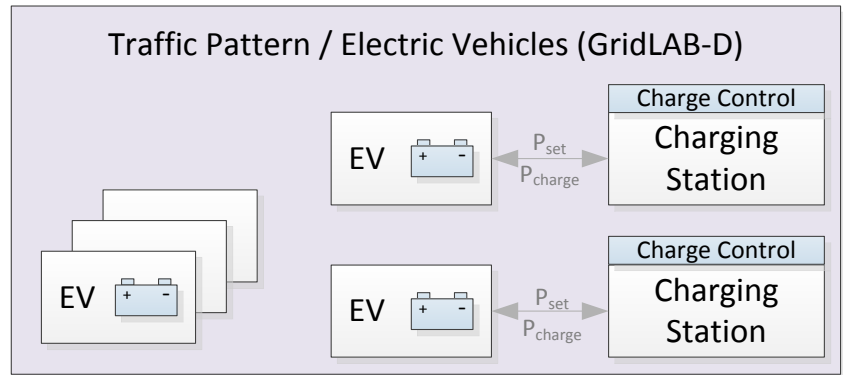 Traffic Pattern / Electric Vehicles (GridLAB-D)
Charge Control
EV + - Pset Pcharge Charging
Station
Charge Control
EV + -
EV + - Pset Pcharge Charging
Station